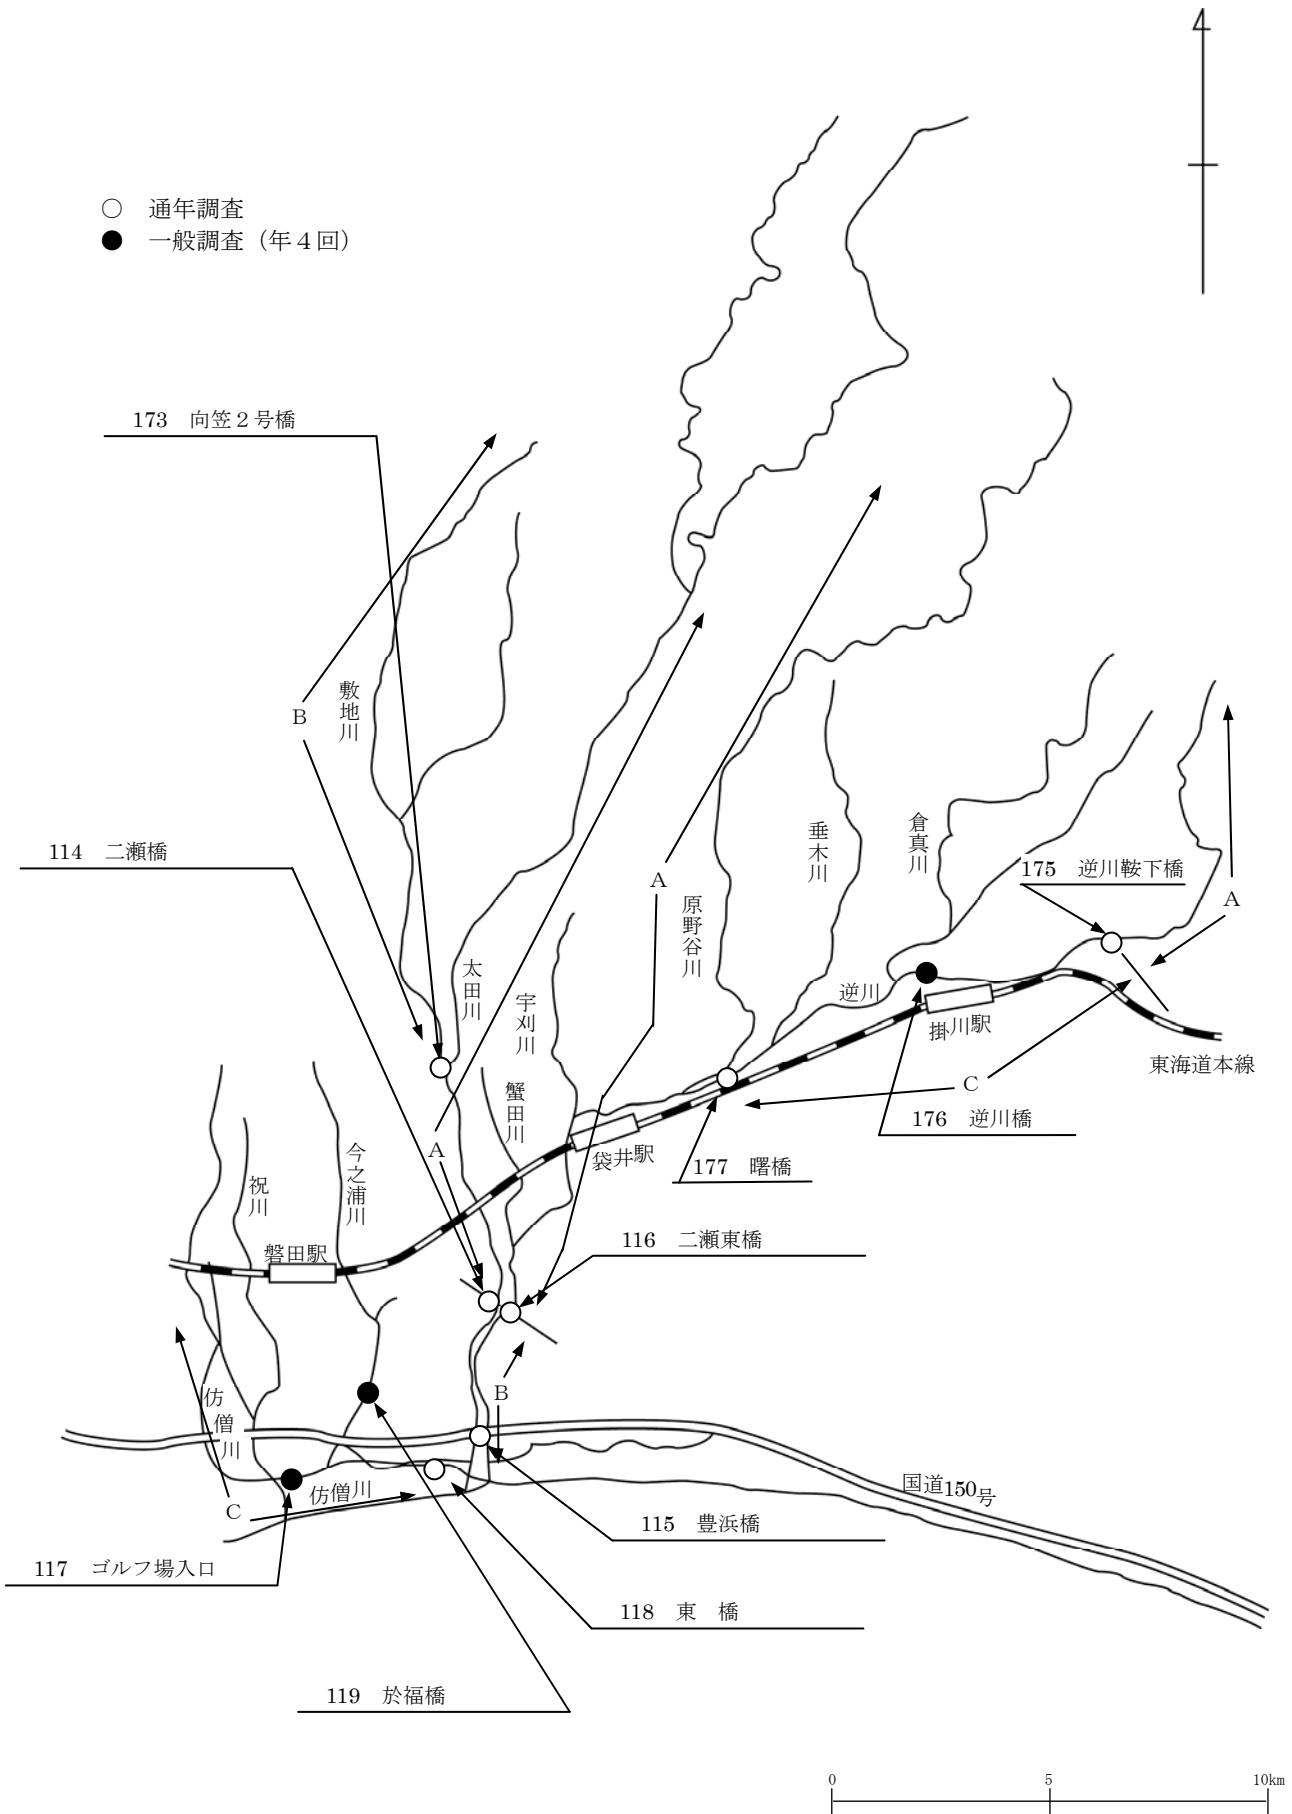 4
○　通年調査
●　一般調査（年４回）
173　向笠２号橋
敷地川
B
114　二瀬橋
A
原野谷川
垂木川
倉真川
175　逆川鞍下橋
A
太田川
宇刈川
逆川
掛川駅
東海道本線
蟹田川
C
176　逆川橋
A
袋井駅
177　曙橋
今之浦川
祝川
磐田駅
116　二瀬東橋
B
仿僧川
国道150号
仿僧川
C
115　豊浜橋
117　ゴルフ場入口
118　東　橋
119　於福橋
0　5　10km